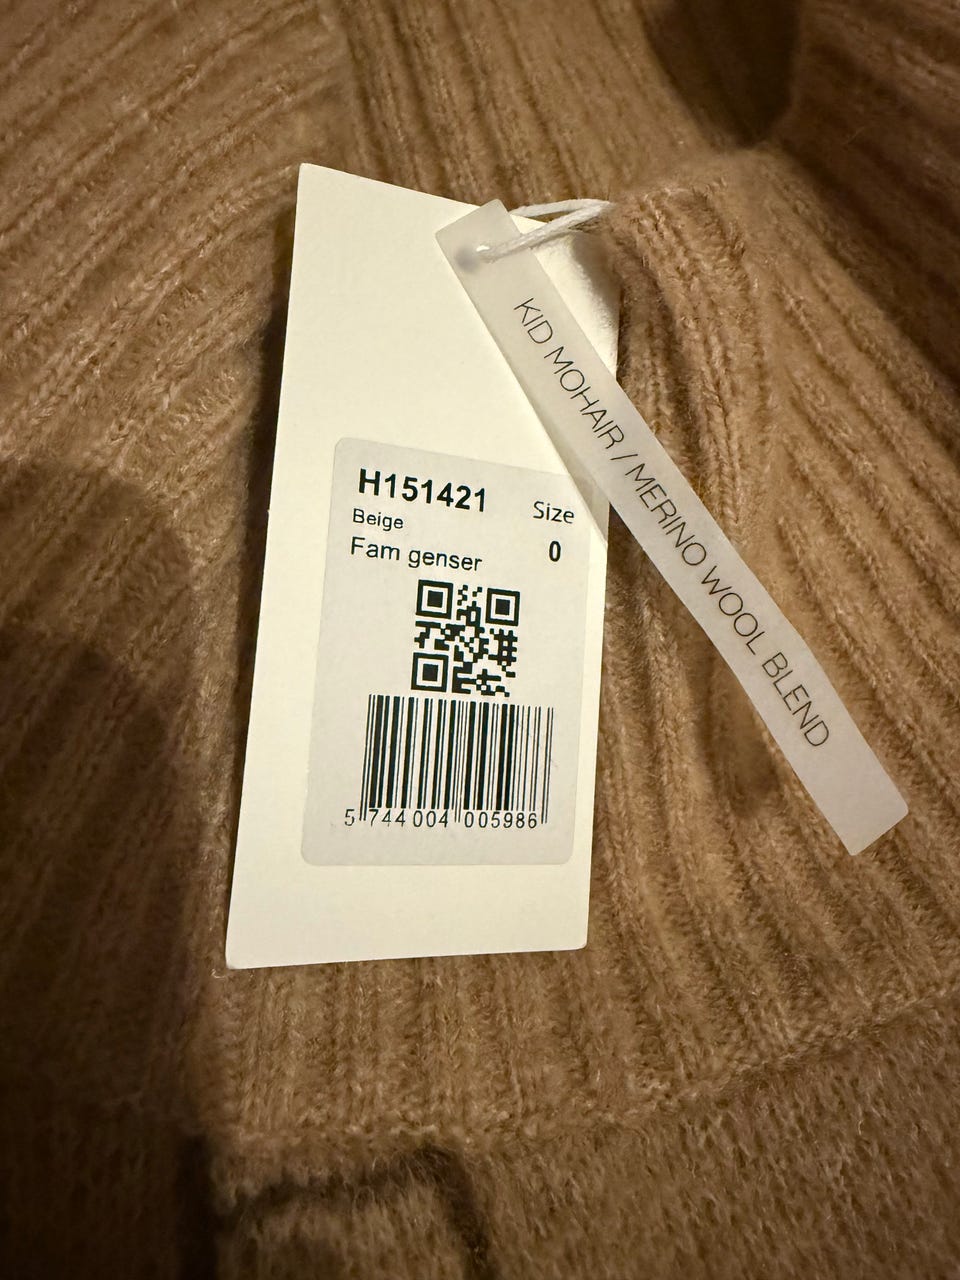 KID MOHAIR / MERINO WOOL BLEND
H151421
Size
Beige
Fam genser
0
5 744004 005986